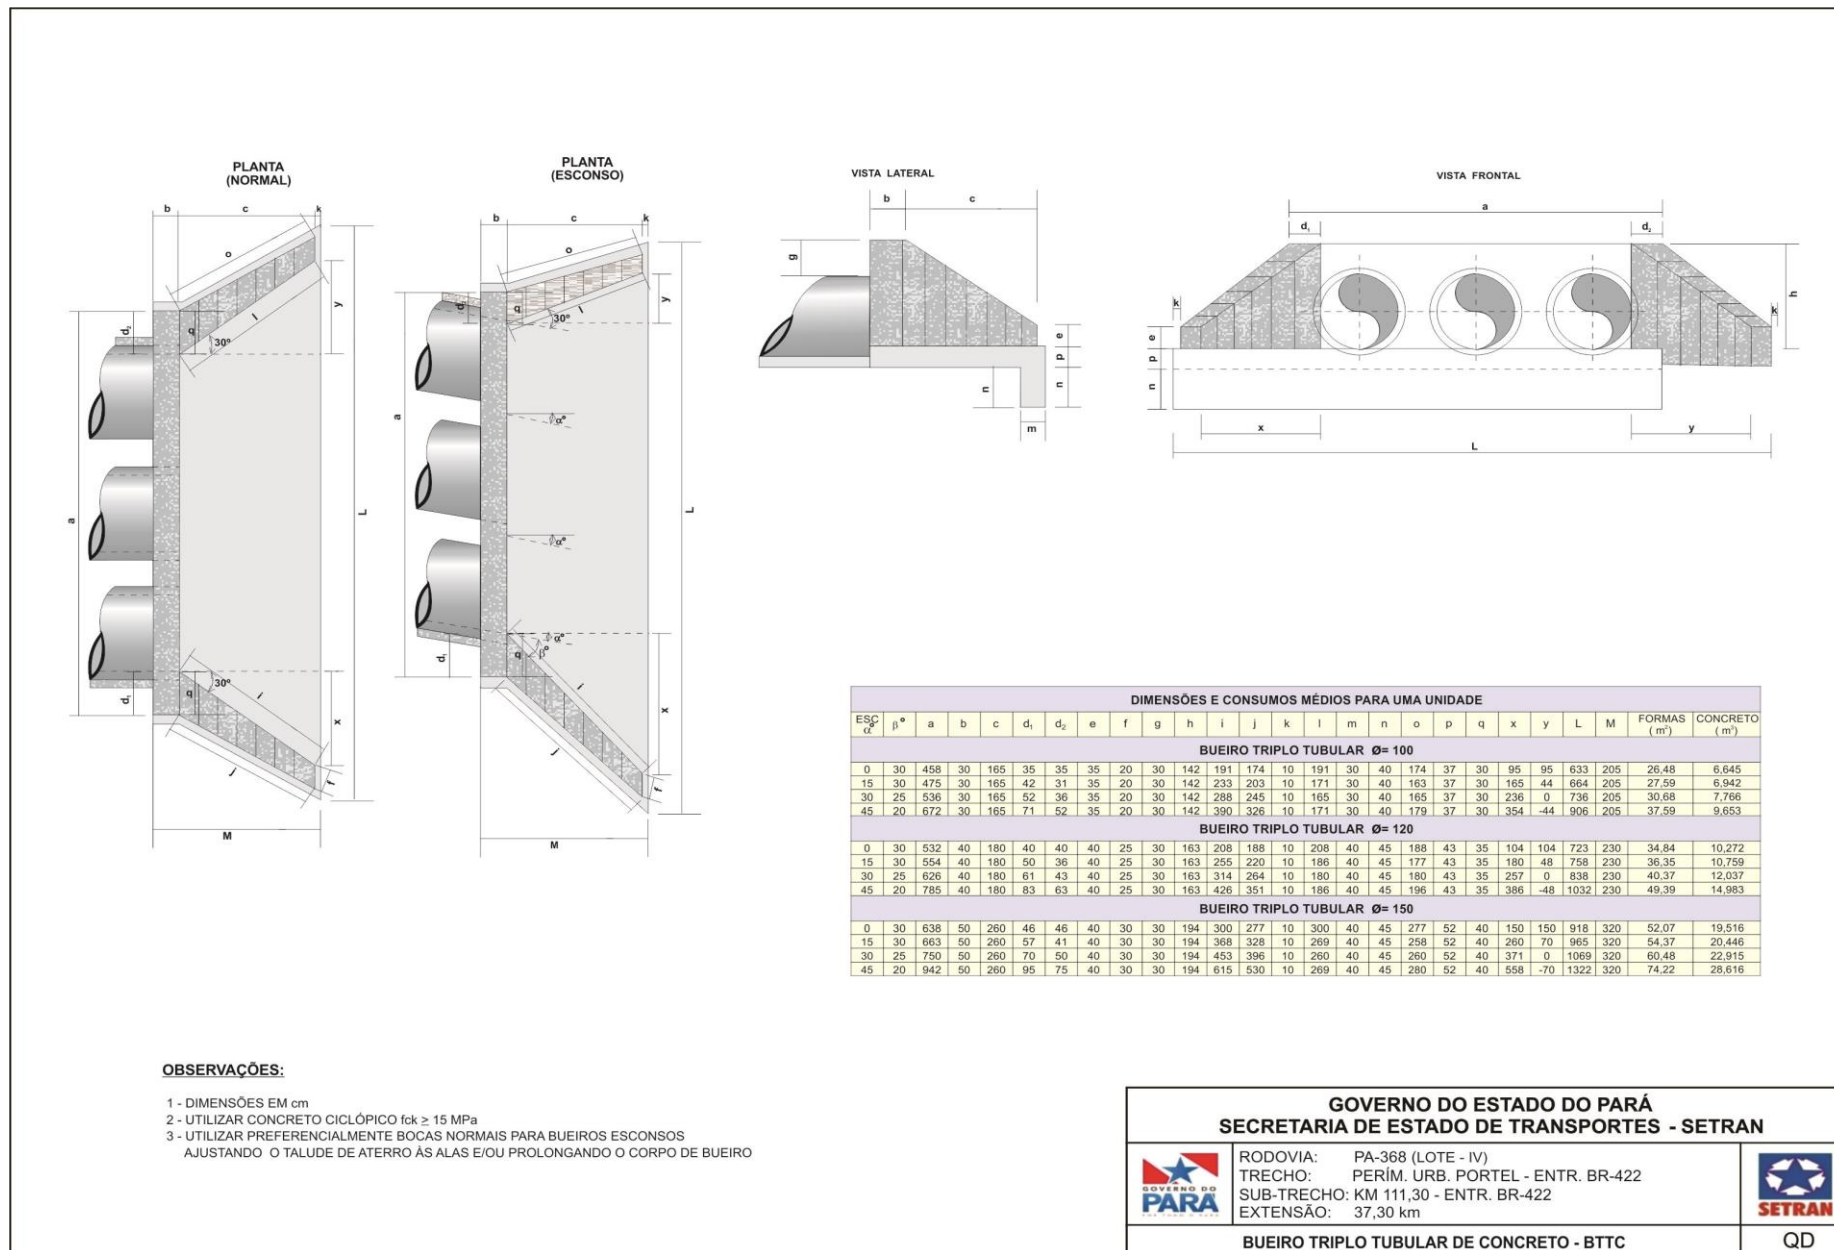 PLANTA
(NORMAL)
b c k
o
y
l
q
30º
d₂
a
L
q
30º
i
d₁
x
j
f
M
PLANTA
(ESCONSO)
b c k
o
y
d₂
q
30º
l
a
αº
L
αº
αº
βº
d₁
q
i
x
j
f
M
VISTA LATERAL
b c
g
e
p
n n
m
VISTA FRONTAL
a
d₁ d₂
h
k k
e
p
n
x y
L
DIMENSÕES E CONSUMOS MÉDIOS PARA UMA UNIDADE
ESC αº βº a b c d₁ d₂ e f g h i j k l m n o p q x y L M FORMAS (m²) CONCRETO (m³)
BUEIRO TRIPLO TUBULAR Ø= 100
0 30 458 30 165 35 35 35 20 30 142 191 174 10 191 30 40 174 37 30 95 95 633 205 26,48 6,645
15 30 475 30 165 42 31 35 20 30 142 233 203 10 171 30 40 163 37 30 165 44 664 205 27,59 6,942
30 25 536 30 165 52 36 35 20 30 142 288 245 10 165 30 40 165 37 30 236 0 736 205 30,68 7,766
45 20 672 30 165 71 52 35 20 30 142 390 326 10 171 30 40 179 37 30 354 -44 906 205 37,59 9,653
BUEIRO TRIPLO TUBULAR Ø= 120
0 30 532 40 180 40 40 40 25 30 163 208 188 10 208 40 45 188 43 35 104 104 723 230 34,84 10,272
15 30 554 40 180 50 36 40 25 30 163 255 220 10 186 40 45 177 43 35 180 48 758 230 36,35 10,759
30 25 626 40 180 61 43 40 25 30 163 314 264 10 180 40 45 180 43 35 257 0 838 230 40,37 12,037
45 20 785 40 180 83 63 40 25 30 163 426 351 10 186 40 45 196 43 35 386 -48 1032 230 49,39 14,983
BUEIRO TRIPLO TUBULAR Ø= 150
0 30 638 50 260 46 46 40 30 30 194 300 277 10 300 40 45 277 52 40 150 150 918 320 52,07 19,516
15 30 663 50 260 57 41 40 30 30 194 368 328 10 269 40 45 258 52 40 260 70 965 320 54,37 20,446
30 25 750 50 260 70 50 40 30 30 194 453 396 10 260 40 45 260 52 40 371 0 1069 320 60,48 22,915
45 20 942 50 260 95 75 40 30 30 194 615 530 10 269 40 45 280 52 40 558 -70 1322 320 74,22 28,616
OBSERVAÇÕES:
1 - DIMENSÕES EM cm
2 - UTILIZAR CONCRETO CICLÓPICO fck ≥ 15 MPa
3 - UTILIZAR PREFERENCIALMENTE BOCAS NORMAIS PARA BUEIROS ESCONSOS
AJUSTANDO O TALUDE DE ATERRO ÀS ALAS E/OU PROLONGANDO O CORPO DE BUEIRO
GOVERNO DO ESTADO DO PARÁ
SECRETARIA DE ESTADO DE TRANSPORTES - SETRAN
GOVERNO DO
PARÁ
RODOVIA: PA-368 (LOTE - IV)
TRECHO: PERÍM. URB. PORTEL - ENTR. BR-422
SUB-TRECHO: KM 111,30 - ENTR. BR-422
EXTENSÃO: 37,30 km
SETRAN
BUEIRO TRIPLO TUBULAR DE CONCRETO - BTTC
QD